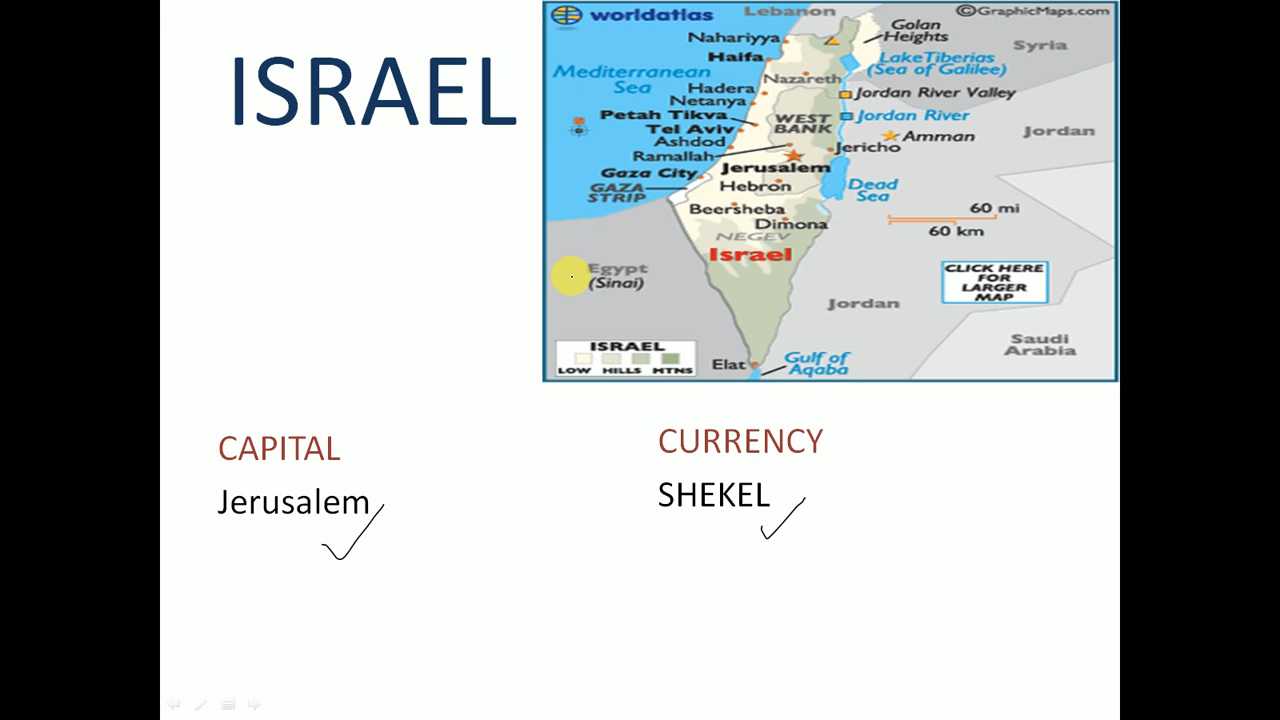 ISRAEL
worldatlas
Lebanon
©GraphicMaps.com
Nahariyya
Golan
Heights
Haifa
Syria
Mediterranean
Sea
Lake Tiberias
(Sea of Galilee)
Nazareth
Hadera
Jordan River Valley
Netanya
Petah Tikva
WEST
BANK
Jordan River
Tel Aviv
Amman
Jordan
Ashdod
Jericho
Ramallah
Jerusalem
Gaza City
Hebron
Dead
Sea
GAZA
STRIP
Beersheba
60 mi
Dimona
60 km
NEGEV
Israel
Egypt
(Sinai)
CLICK HERE
FOR
LARGER
MAP
Jordan
Saudi
Arabia
ISRAEL
LOW HILLS MTNS
Elat
Gulf of
Aqaba
CAPITAL
CURRENCY
Jerusalem
SHEKEL